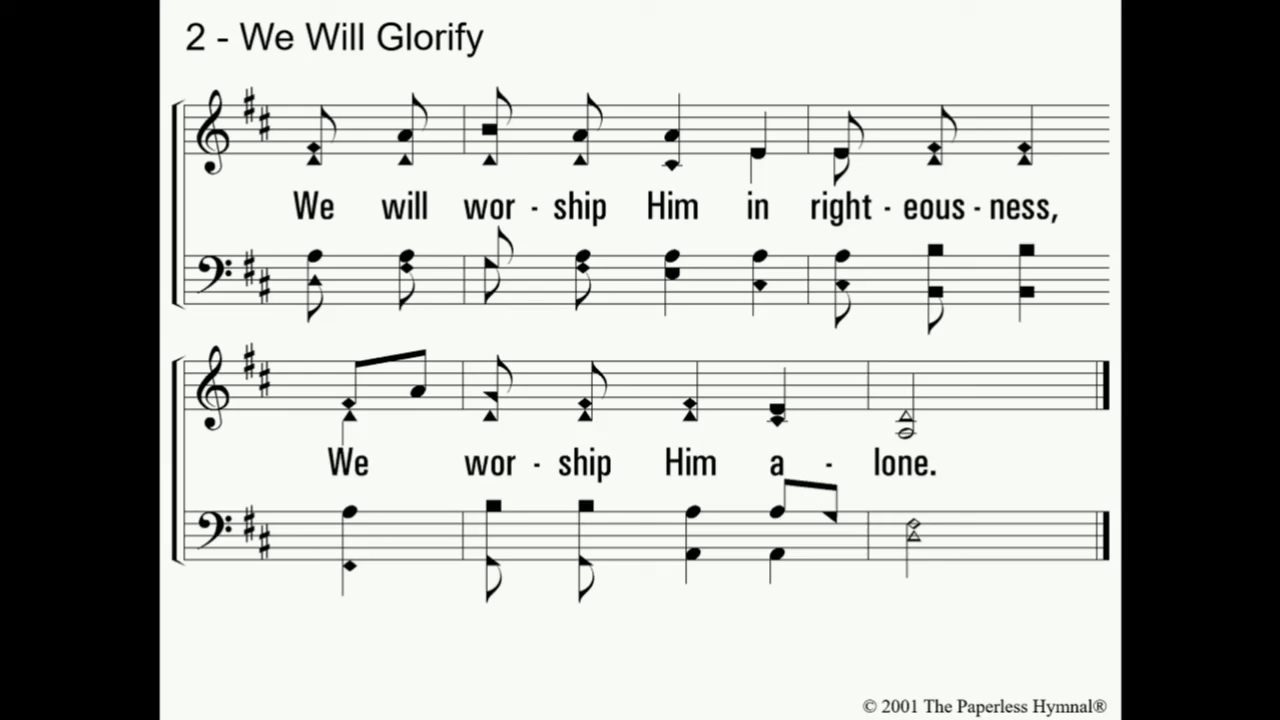 2 - We Will Glorify
We will wor - ship Him in right - eous - ness,
We wor - ship Him a - lone.
© 2001 The Paperless Hymnal®